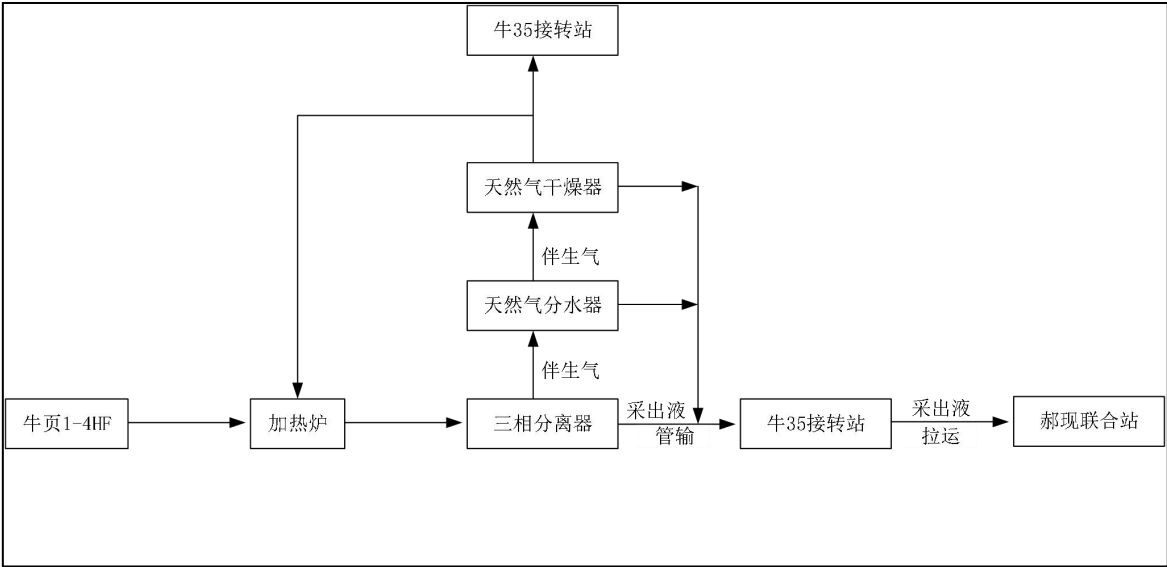 牛35接转站
天然气干燥器
伴生气
天然气分水器
伴生气
牛页1-4HF
加热炉
三相分离器
采出液
管输
牛35接转站
采出液
拉运
郝现联合站